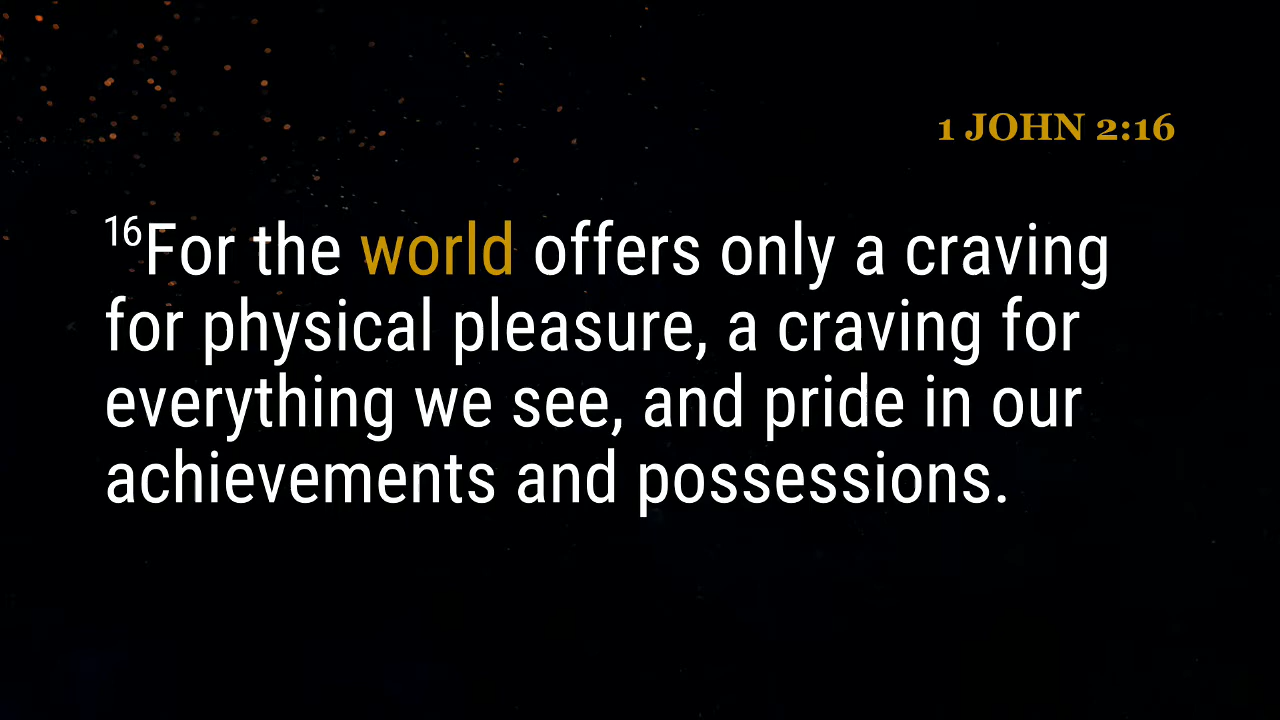 1 JOHN 2:16
16For the world offers only a craving
for physical pleasure, a craving for
everything we see, and pride in our
achievements and possessions.